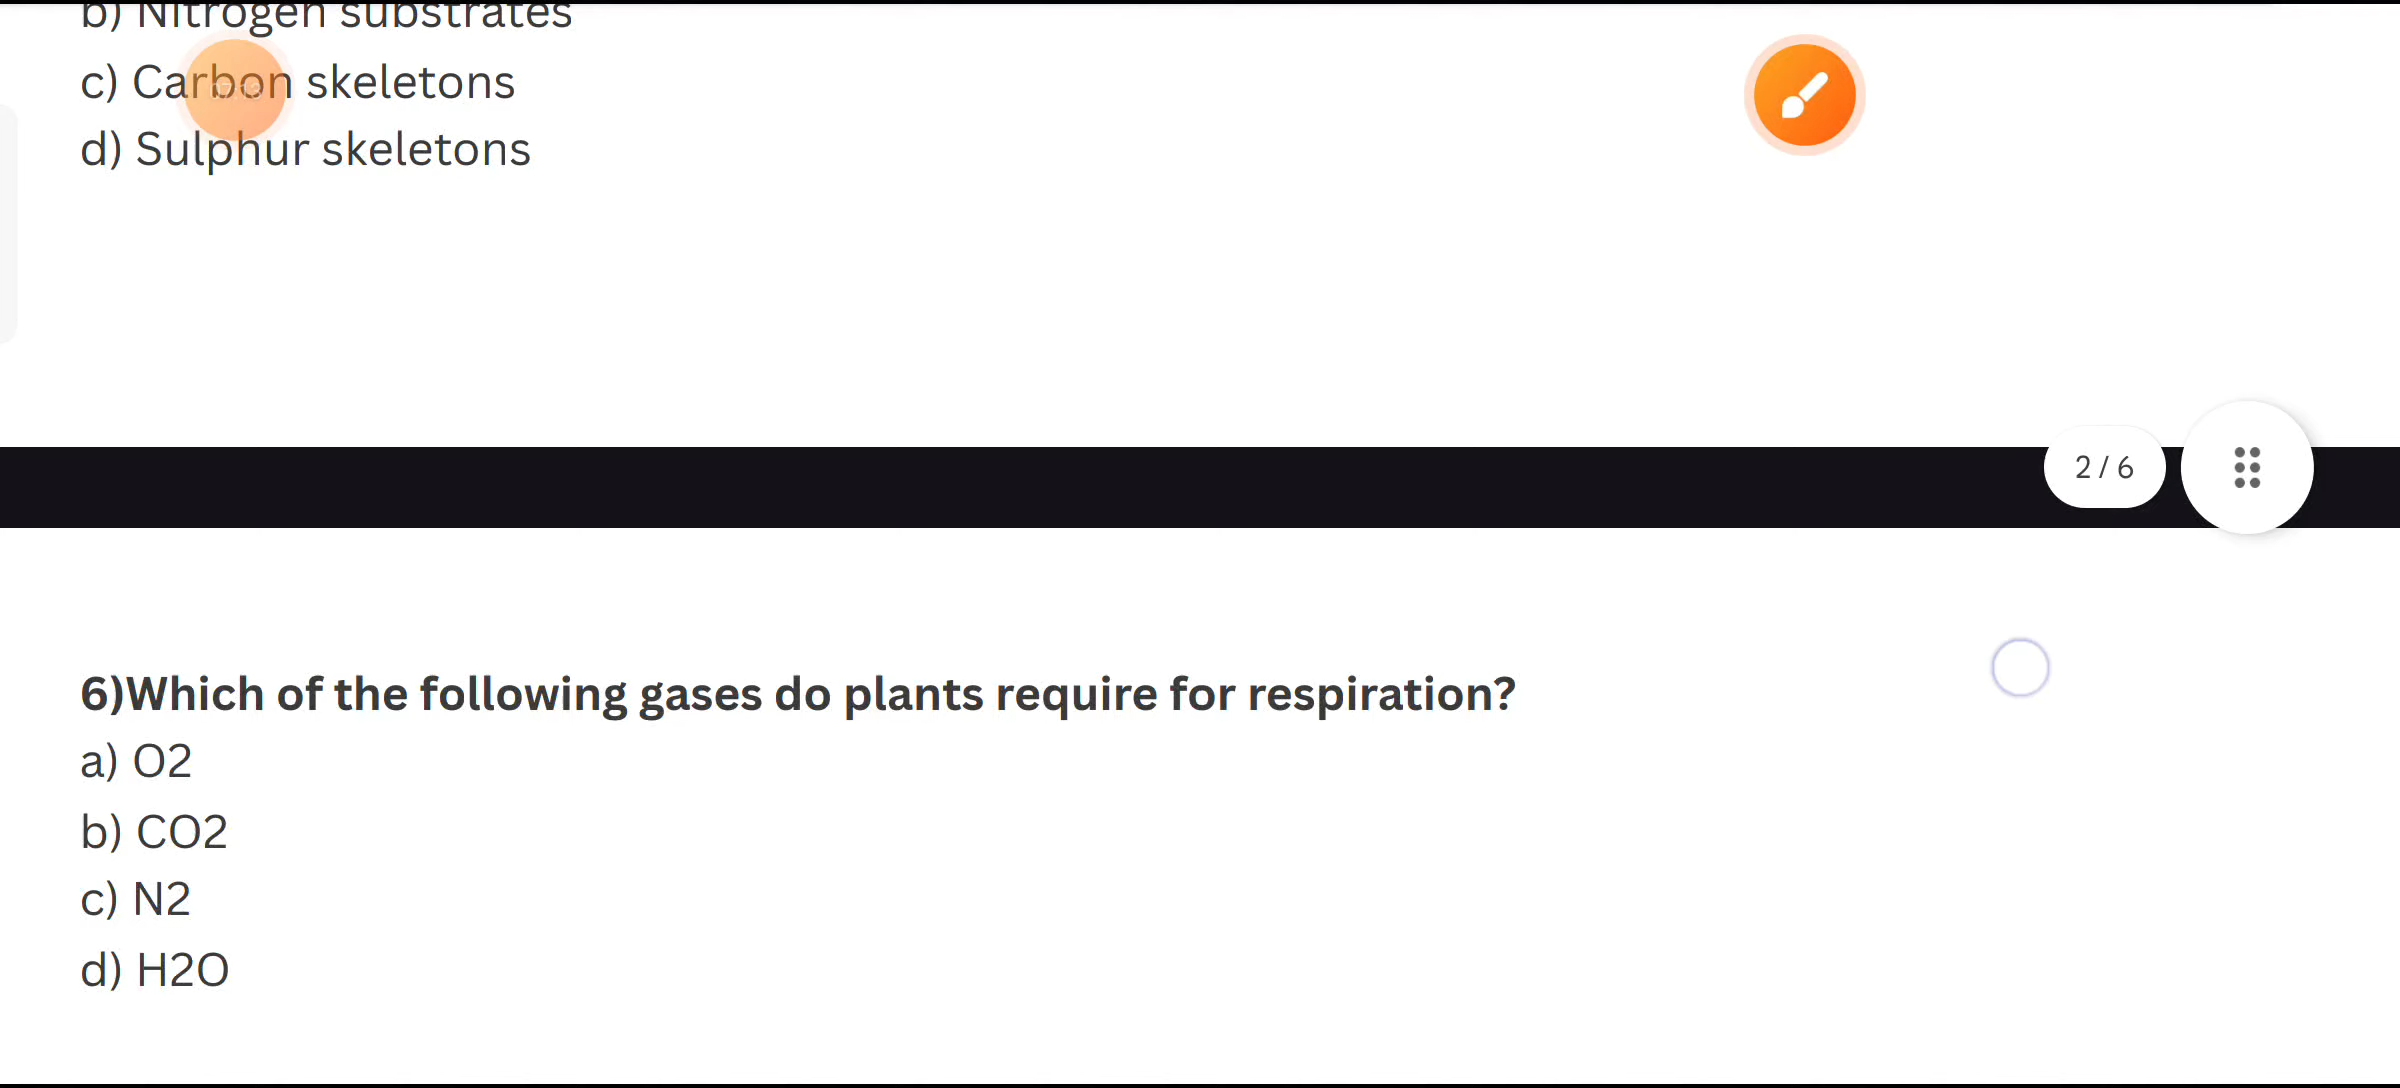 b) Nitrogen substrates
c) Carbon skeletons
d) Sulphur skeletons
2 / 6
6)Which of the following gases do plants require for respiration?
a) O2
b) CO2
c) N2
d) H2O